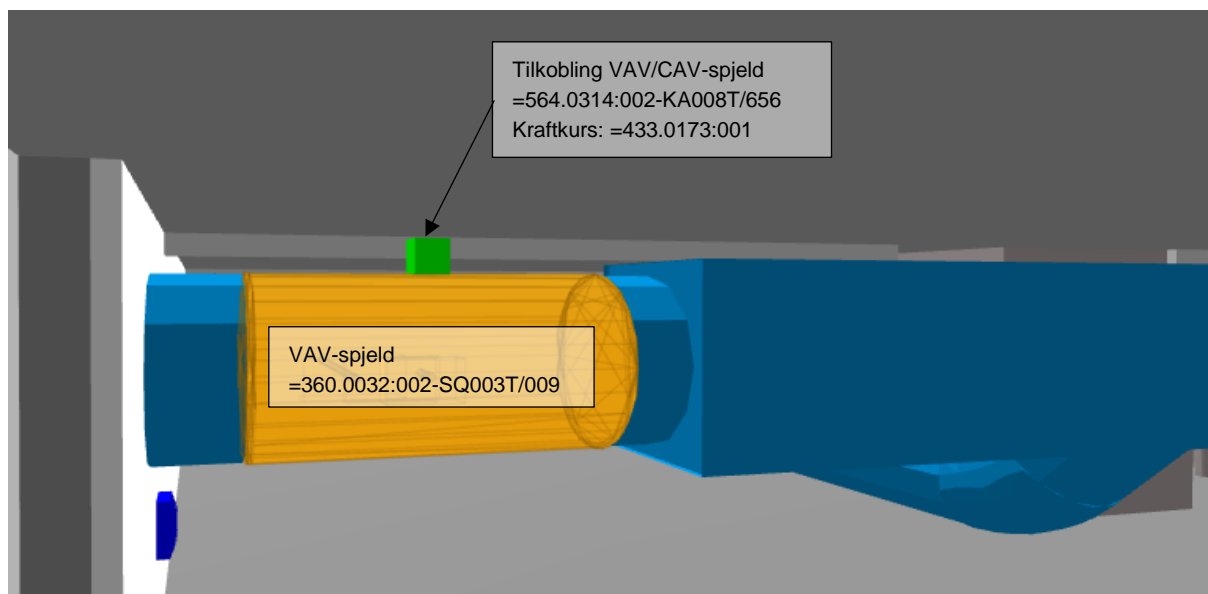 Tilkobling VAV/CAV-spjeld
=564.0314:002-KA008T/656
Kraftkurs: =433.0173:001
VAV-spjeld
=360.0032:002-SQ003T/009